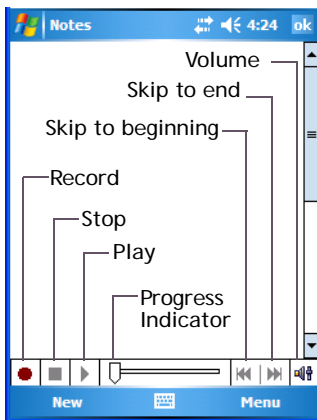 Notes 4:24 ok
Volume
Skip to end
Skip to beginning
Record
Stop
Play
Progress
Indicator
New Menu